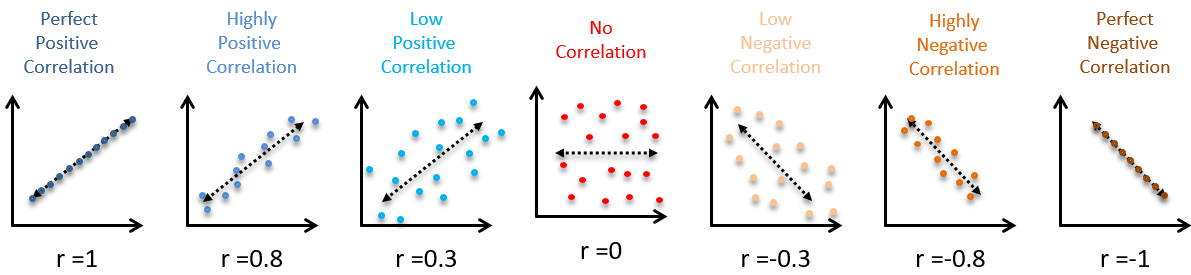 Perfect
Positive
Correlation
Highly
Positive
Correlation
Low
Positive
Correlation
No
Correlation
Low
Negative
Correlation
Highly
Negative
Correlation
Perfect
Negative
Correlation
r =1
r =0.8
r =0.3
r =0
r =-0.3
r =-0.8
r =-1